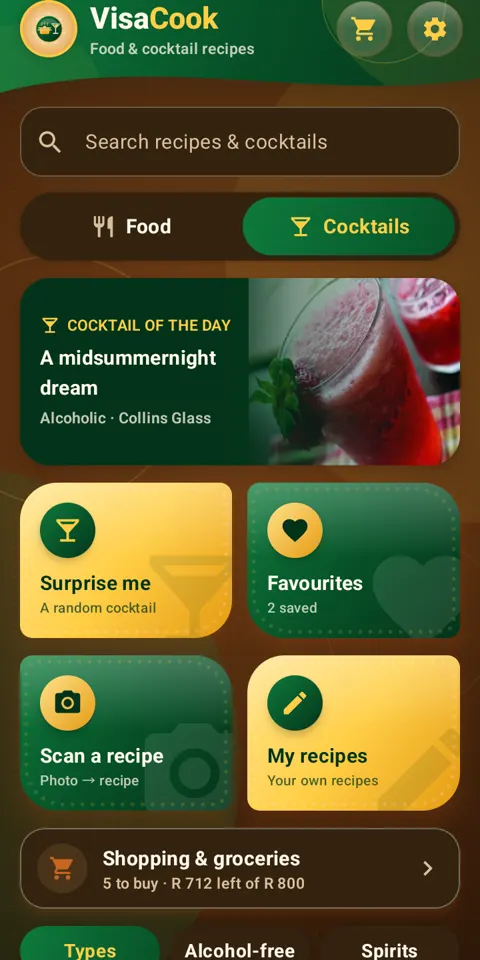 VisaCook
Food & cocktail recipes
Search recipes & cocktails
Food
Cocktails
COCKTAIL OF THE DAY
A midsummernight
dream
Alcoholic · Collins Glass
Surprise me
A random cocktail
Favourites
2 saved
Scan a recipe
Photo → recipe
My recipes
Your own recipes
Shopping & groceries
5 to buy · R 712 left of R 800
Types
Alcohol-free
Spirits